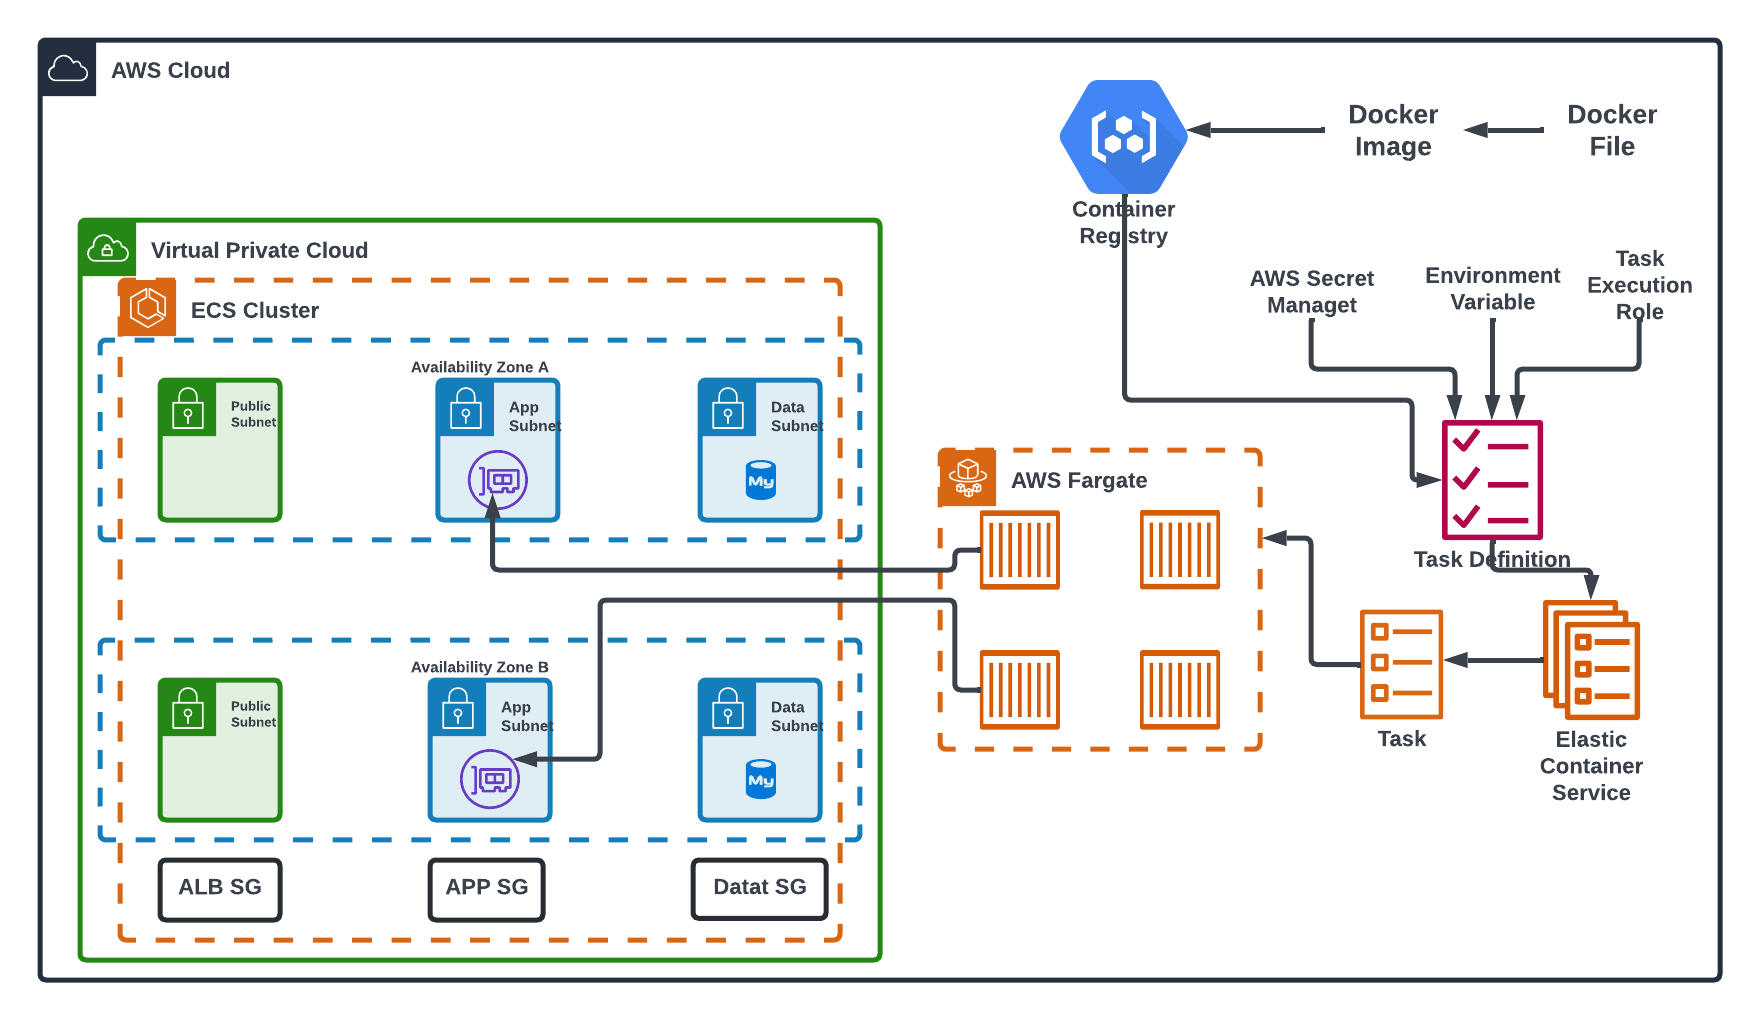 AWS Cloud
Docker
Image
Docker
File
Container
Registry
Virtual Private Cloud
AWS Secret
Managet
Environment
Variable
Task
Execution
Role
ECS Cluster
Availability Zone A
Public
Subnet
App
Subnet
Data
Subnet
My
AWS Fargate
Task Definition
Availability Zone B
Public
Subnet
App
Subnet
Data
Subnet
My
Task
Elastic
Container
Service
ALB SG
APP SG
Datat SG